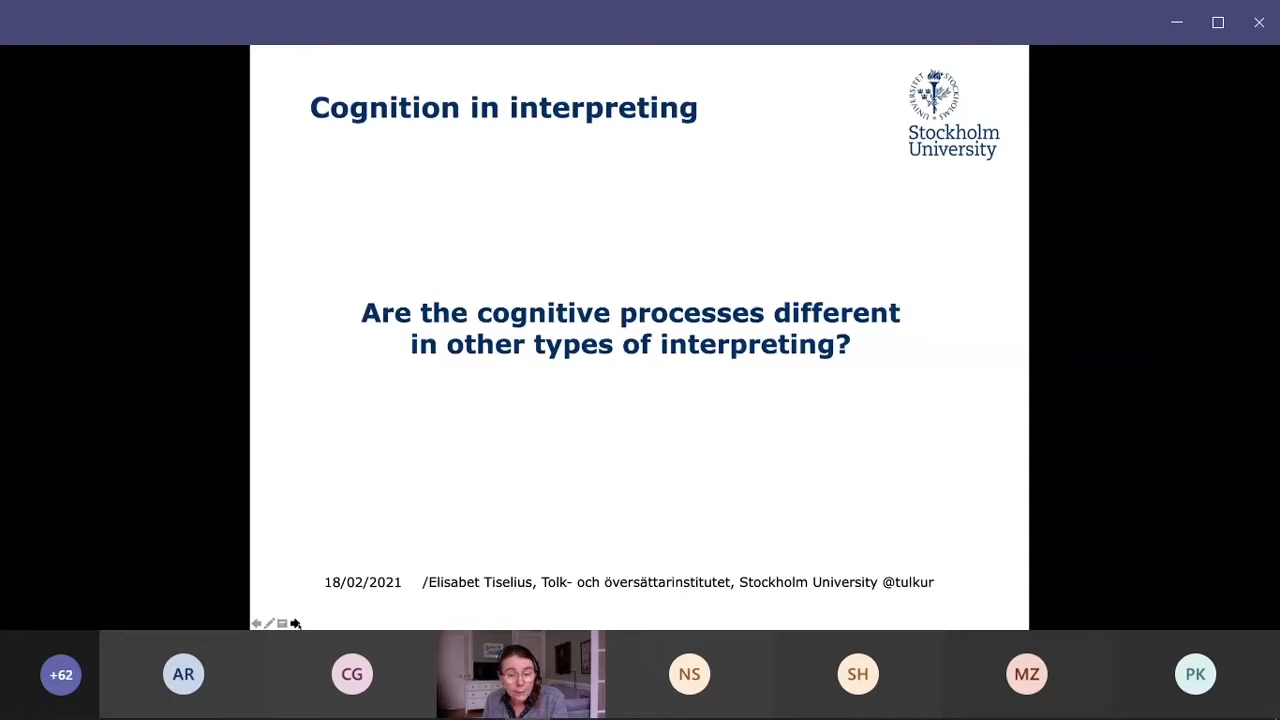 Cognition in interpreting
Stockholm
University
Are the cognitive processes different
in other types of interpreting?
18/02/2021 /Elisabet Tiselius, Tolk- och översättarinstitutet, Stockholm University @tulkur
+62 AR CG NS SH MZ PK